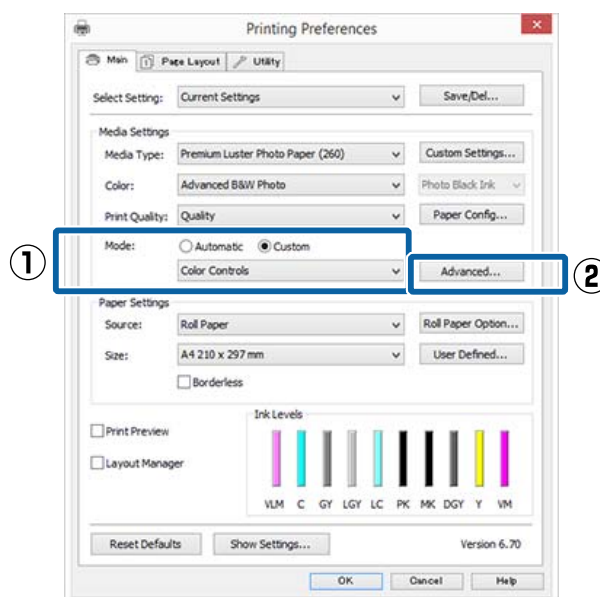 Printing Preferences
Main Page Layout Utility
Select Setting: Current Settings Save/Del...
Media Settings
Media Type: Premium Luster Photo Paper (260) Custom Settings...
Color: Advanced B&W Photo Photo Black Ink
Print Quality: Quality Paper Config...
① Mode: Automatic Custom
Color Controls Advanced... ②
Paper Settings
Source: Roll Paper Roll Paper Option...
Size: A4 210 x 297 mm User Defined...
Borderless
Ink Levels
Print Preview
Layout Manager
VLM C GY LGY LC PK MK DGY Y VM
Reset Defaults Show Settings... Version 6.70
OK Cancel Help